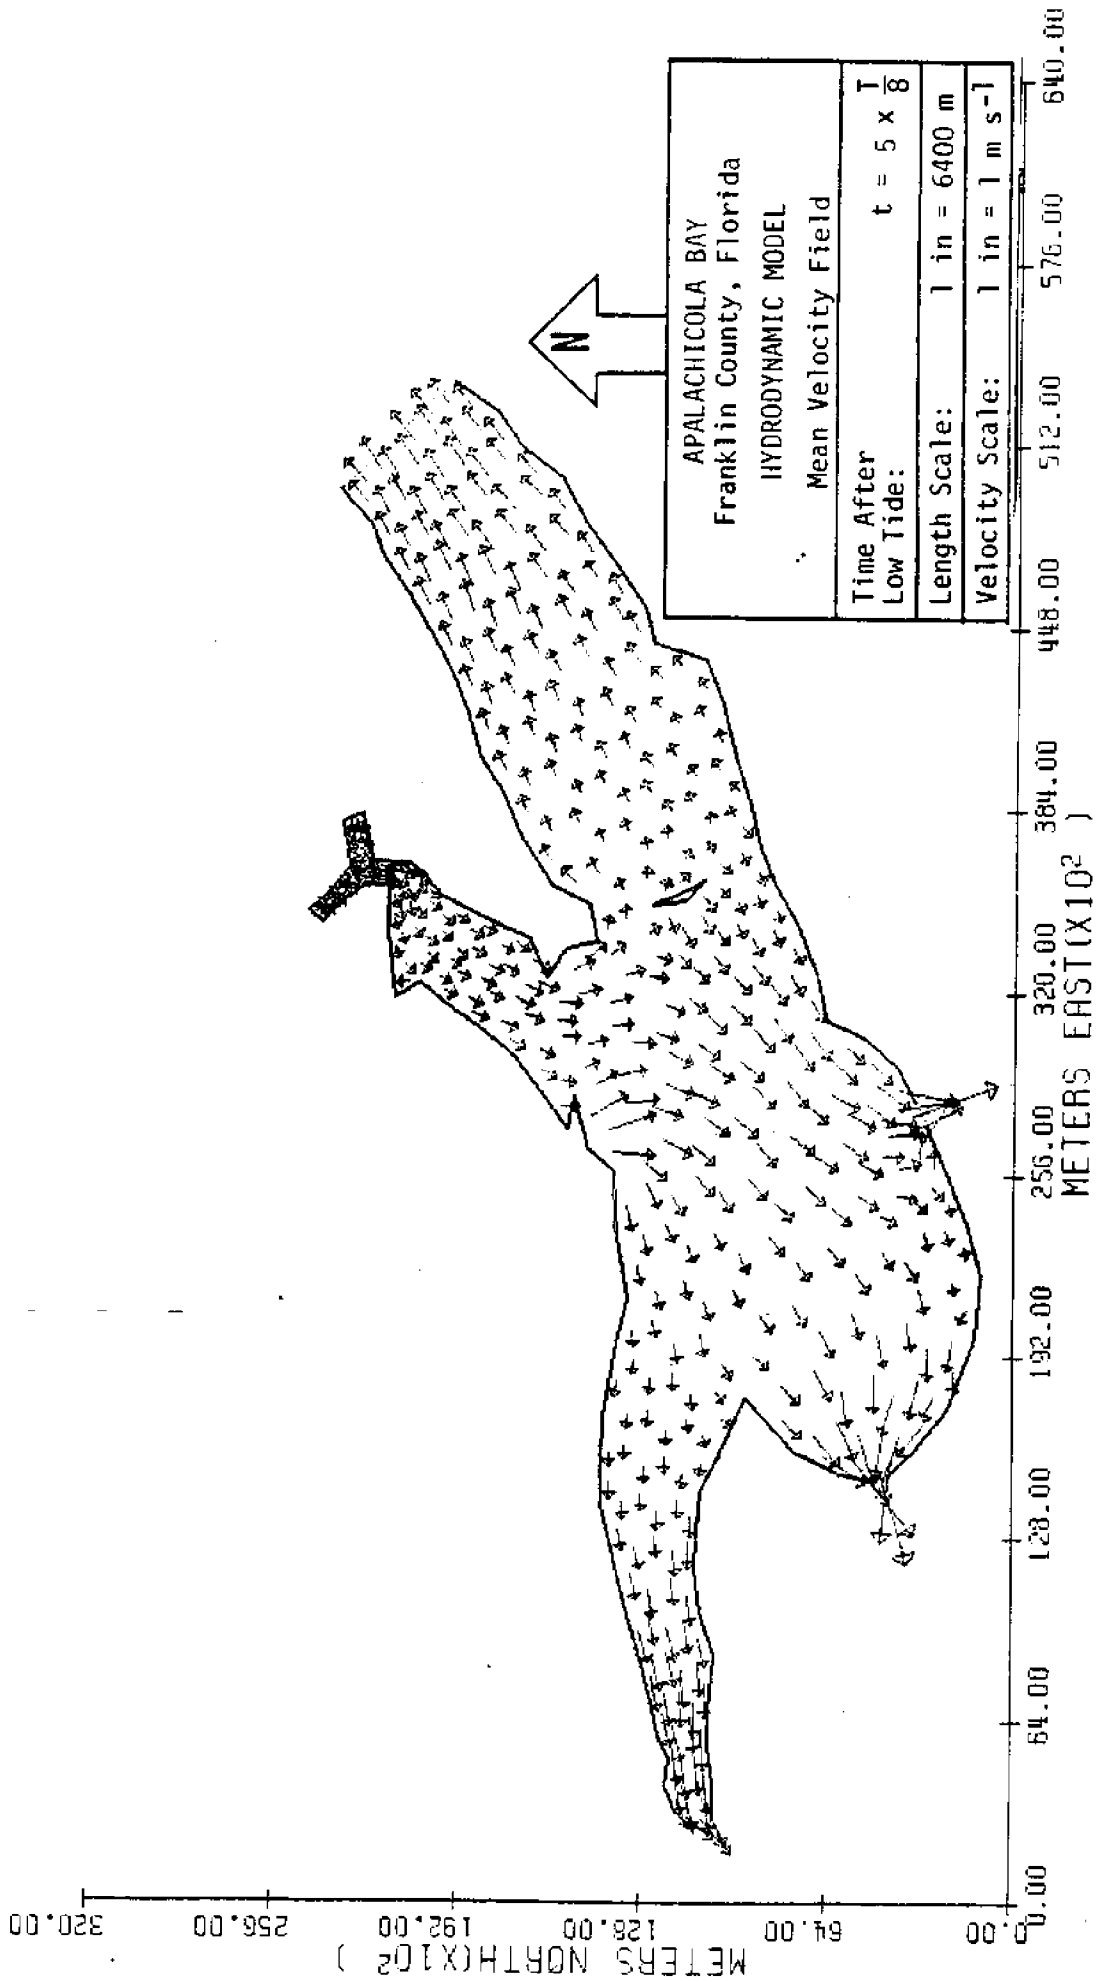 N
APALACHICOLA BAY
Franklin County, Florida
HYDRODYNAMIC MODEL
Mean Velocity Field
Time After
Low Tide: t = 5 x T/8
Length Scale: 1 in = 6400 m
Velocity Scale: 1 in = 1 m s⁻¹
METERS NORTH(X10² )
320.00
256.00
192.00
128.00
64.00
0.00
0.00 64.00 128.00 192.00 256.00 320.00 384.00 448.00 512.00 576.00 640.00
METERS EAST(X10² )